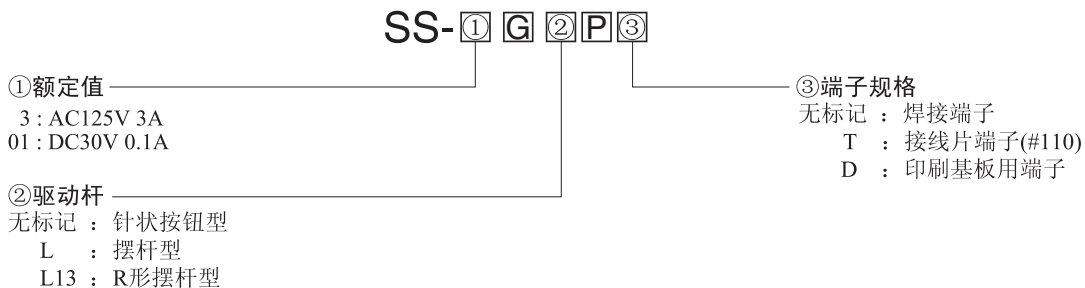 SS-① G ② P ③
①额定值
3 : AC125V 3A
01 : DC30V 0.1A
②驱动杆
无标记 ： 针状按钮型
L ： 摆杆型
L13 ： R形摆杆型
③端子规格
无标记 ： 焊接端子
T ： 接线片端子(#110)
D ： 印刷基板用端子